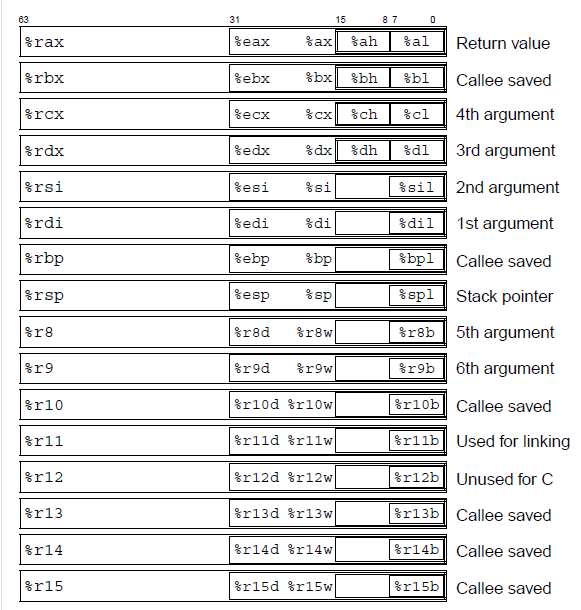 63 31 15 8 7 0
%rax %eax %ax %ah %al Return value
%rbx %ebx %bx %bh %bl Callee saved
%rcx %ecx %cx %ch %cl 4th argument
%rdx %edx %dx %dh %dl 3rd argument
%rsi %esi %si %sil 2nd argument
%rdi %edi %di %dil 1st argument
%rbp %ebp %bp %bpl Callee saved
%rsp %esp %sp %spl Stack pointer
%r8 %r8d %r8w %r8b 5th argument
%r9 %r9d %r9w %r9b 6th argument
%r10 %r10d %r10w %r10b Callee saved
%r11 %r11d %r11w %r11b Used for linking
%r12 %r12d %r12w %r12b Unused for C
%r13 %r13d %r13w %r13b Callee saved
%r14 %r14d %r14w %r14b Callee saved
%r15 %r15d %r15w %r15b Callee saved